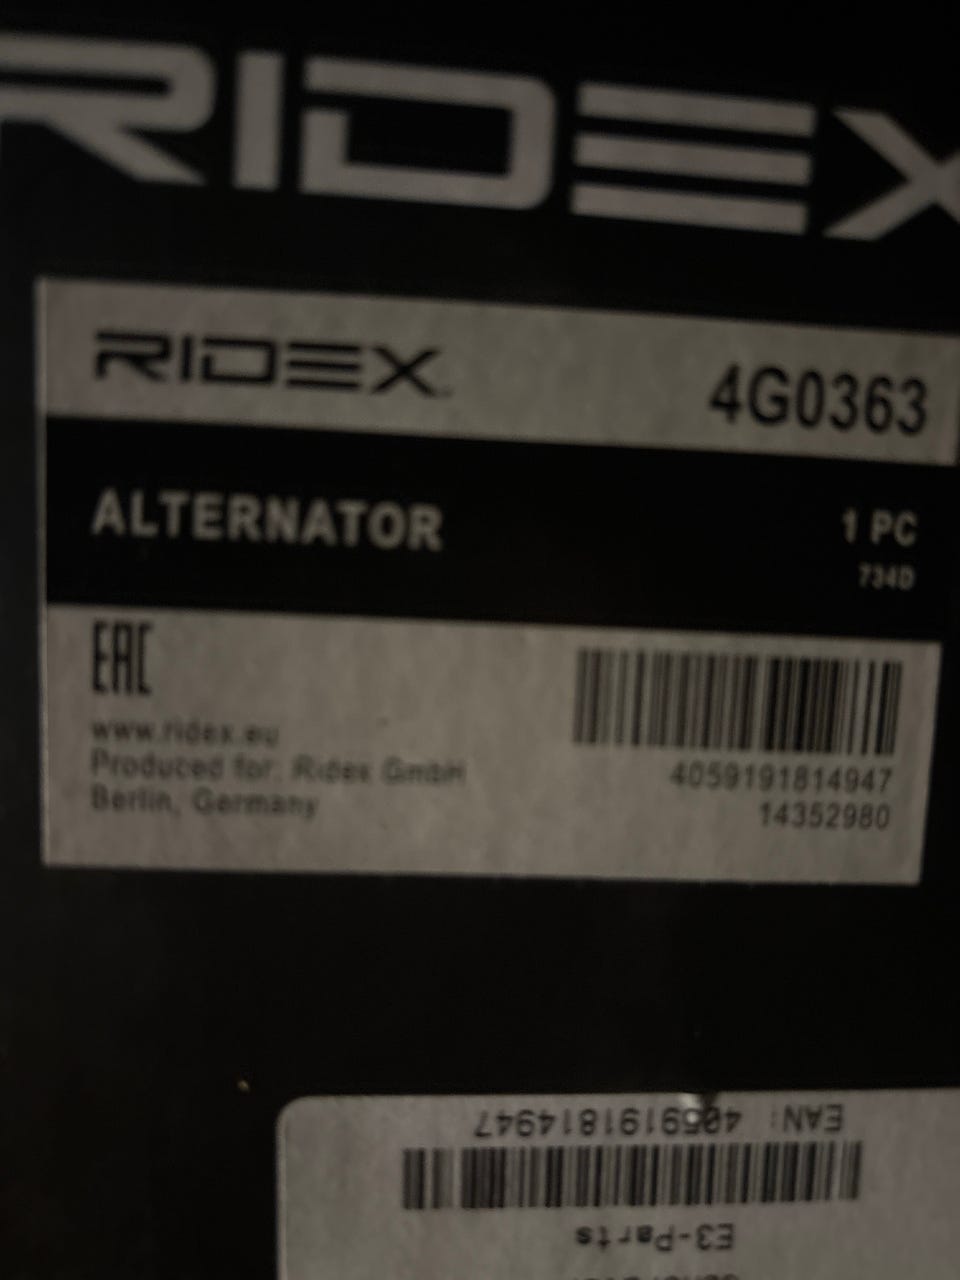 RIDEX
RIDEX 4G0363
ALTERNATOR 1 PC
734D
EAC
www.ridex.eu
Produced for: Ridex GmbH
Berlin, Germany
4059191814947
14352980
EAN: 4059191814947
E3-Parts